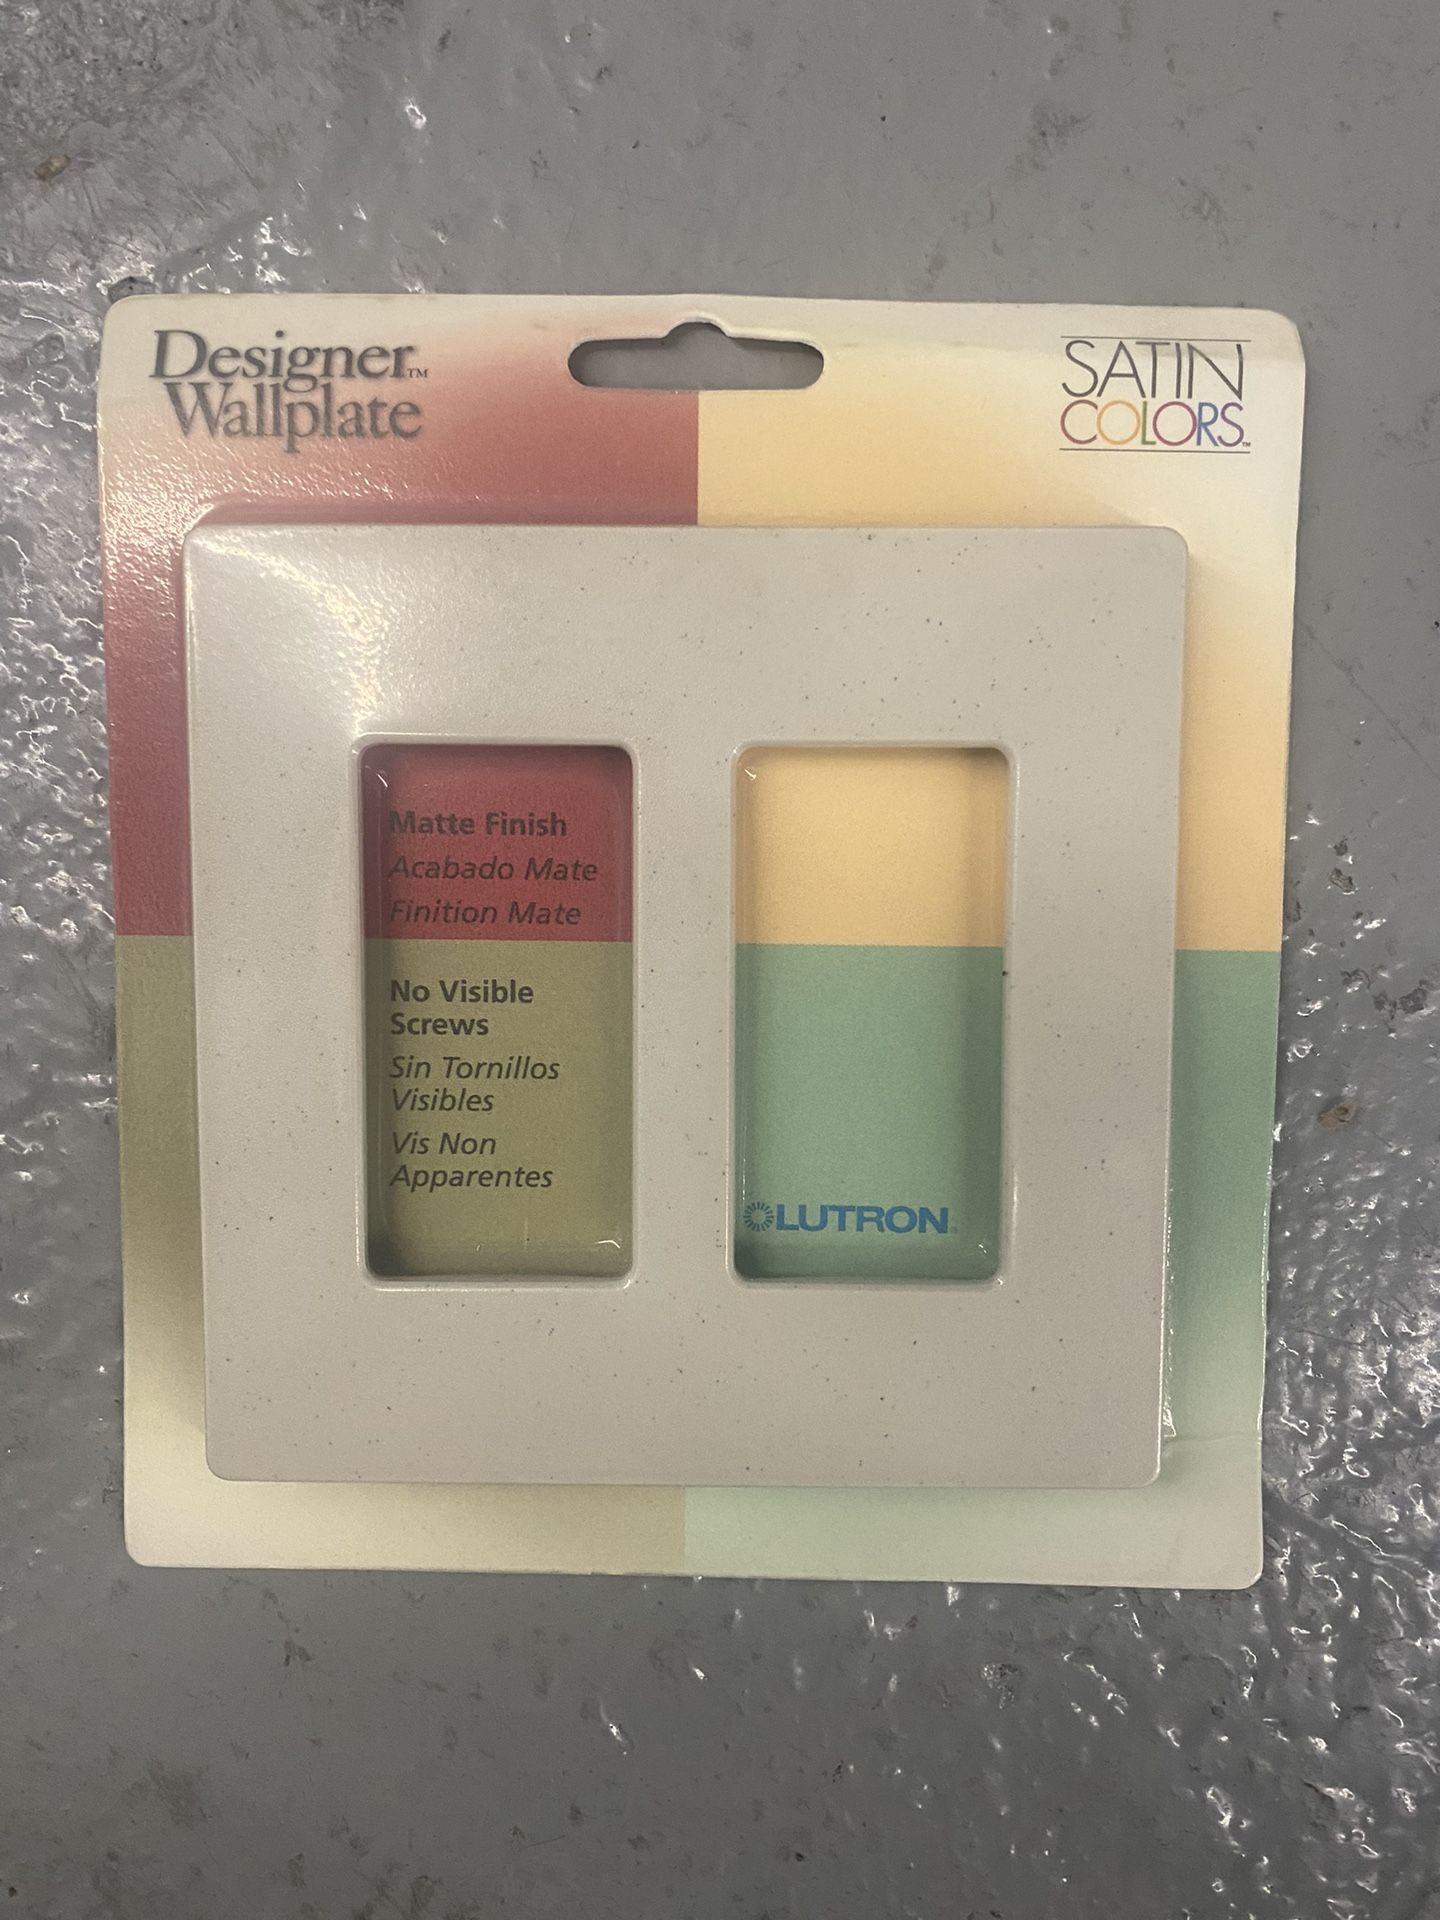 Designer™
Wallplate
SATIN
COLORS™
Matte Finish
Acabado Mate
Finition Mate
No Visible
Screws
Sin Tornillos
Visibles
Vis Non
Apparentes
LUTRON®